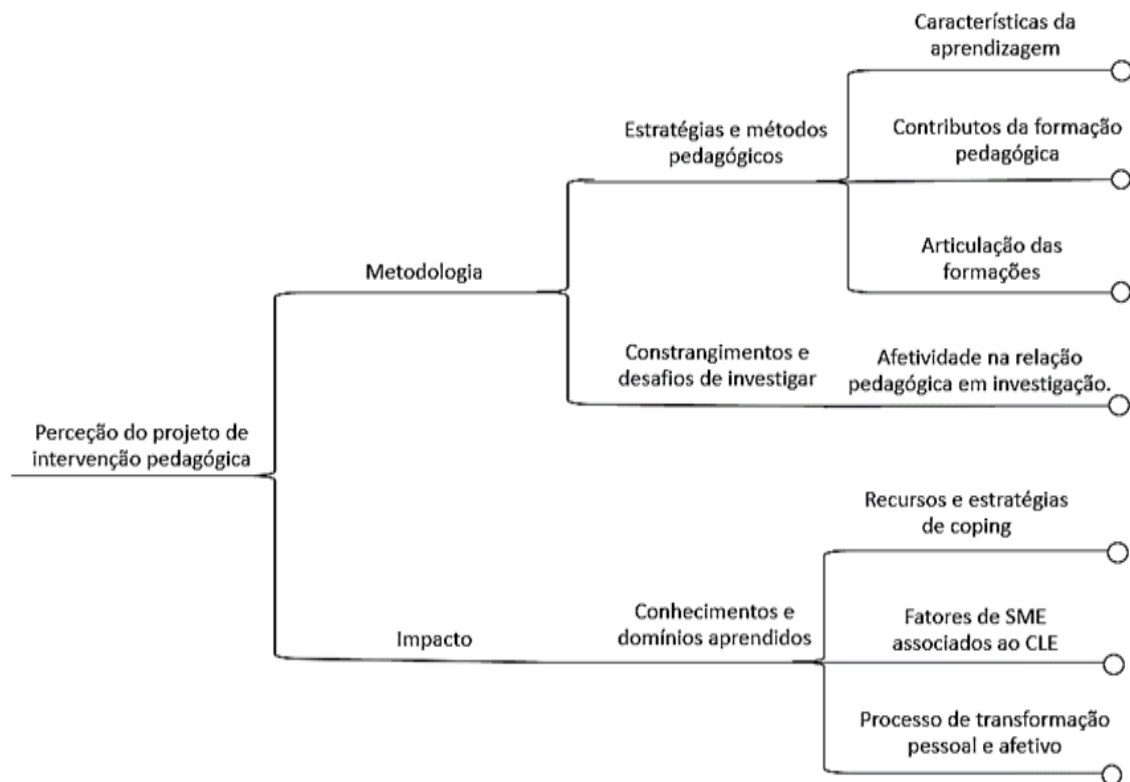 Características da
aprendizagem
Estratégias e métodos
pedagógicos
Contributos da formação
pedagógica
Articulação das
formações
Metodologia
Constrangimentos e
desafios de investigar
Afetividade na relação
pedagógica em investigação.
Perceção do projeto de
intervenção pedagógica
Recursos e estratégias
de coping
Conhecimentos e
domínios aprendidos
Impacto
Fatores de SME
associados ao CLE
Processo de transformação
pessoal e afetivo